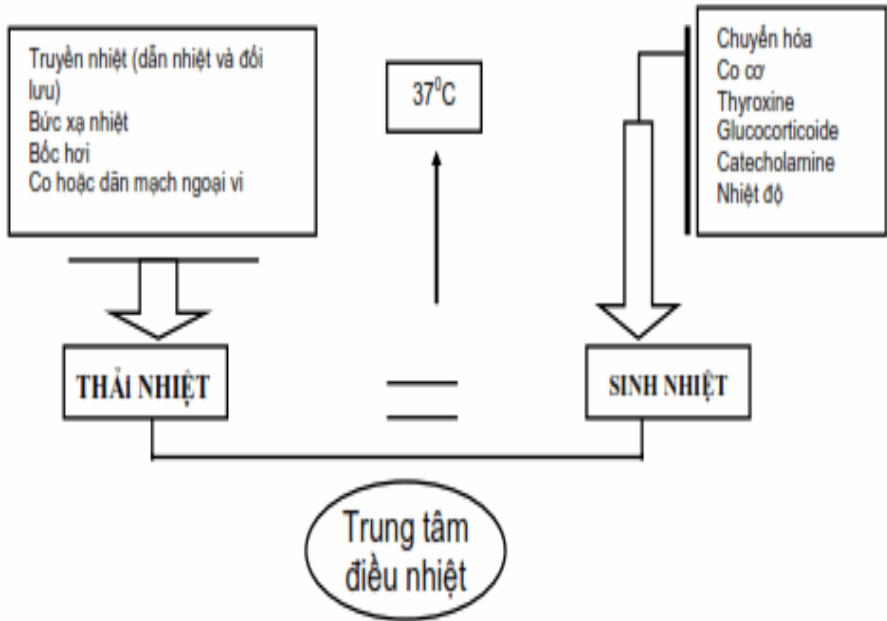 Truyền nhiệt (dẫn nhiệt và đối
lưu)
Bức xạ nhiệt
Bốc hơi
Co hoặc dãn mạch ngoại vi
37⁰C
Chuyển hóa
Co cơ
Thyroxine
Glucocorticoide
Catecholamine
Nhiệt độ
THẢI NHIỆT
=
SINH NHIỆT
Trung tâm
điều nhiệt